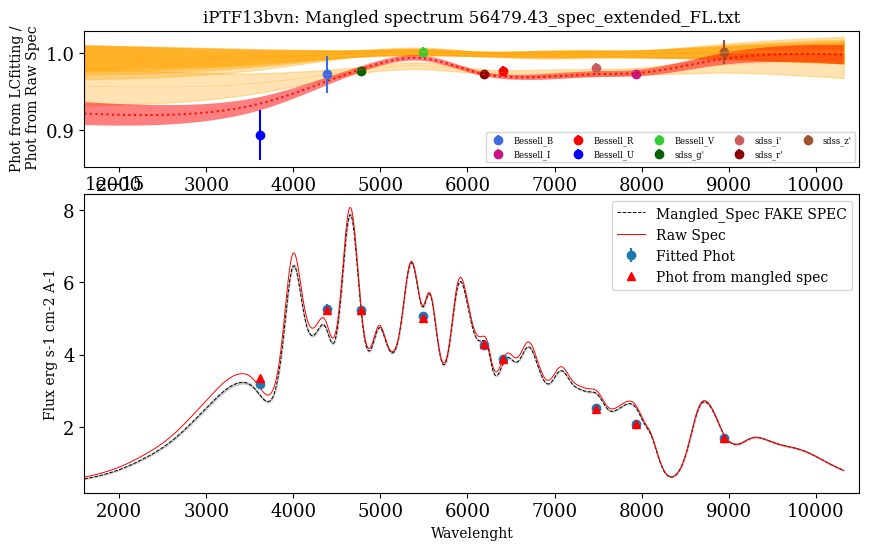 iPTF13bvn: Mangled spectrum 56479.43_spec_extended_FL.txt
Phot from LCfitting /
Phot from Raw Spec
1.0
0.9
Bessell_B
Bessell_R
Bessell_V
sdss_i'
sdss_z'
Bessell_I
Bessell_U
sdss_g'
sdss_r'
2000 3000 4000 5000 6000 7000 8000 9000 10000
1e−15
Flux erg s-1 cm-2 A-1
8
6
4
2
Mangled_Spec FAKE SPEC
Raw Spec
Fitted Phot
Phot from mangled spec
2000 3000 4000 5000 6000 7000 8000 9000 10000
Wavelenght